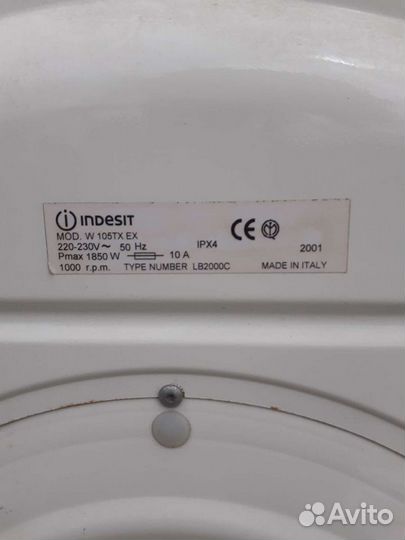 INDESIT
MOD. W 105TX EX
220-230V~ 50 Hz IPX4
Pmax 1850 W 10 A
1000 r.p.m. TYPE NUMBER LB2000C
CE
2001
MADE IN ITALY
Avito